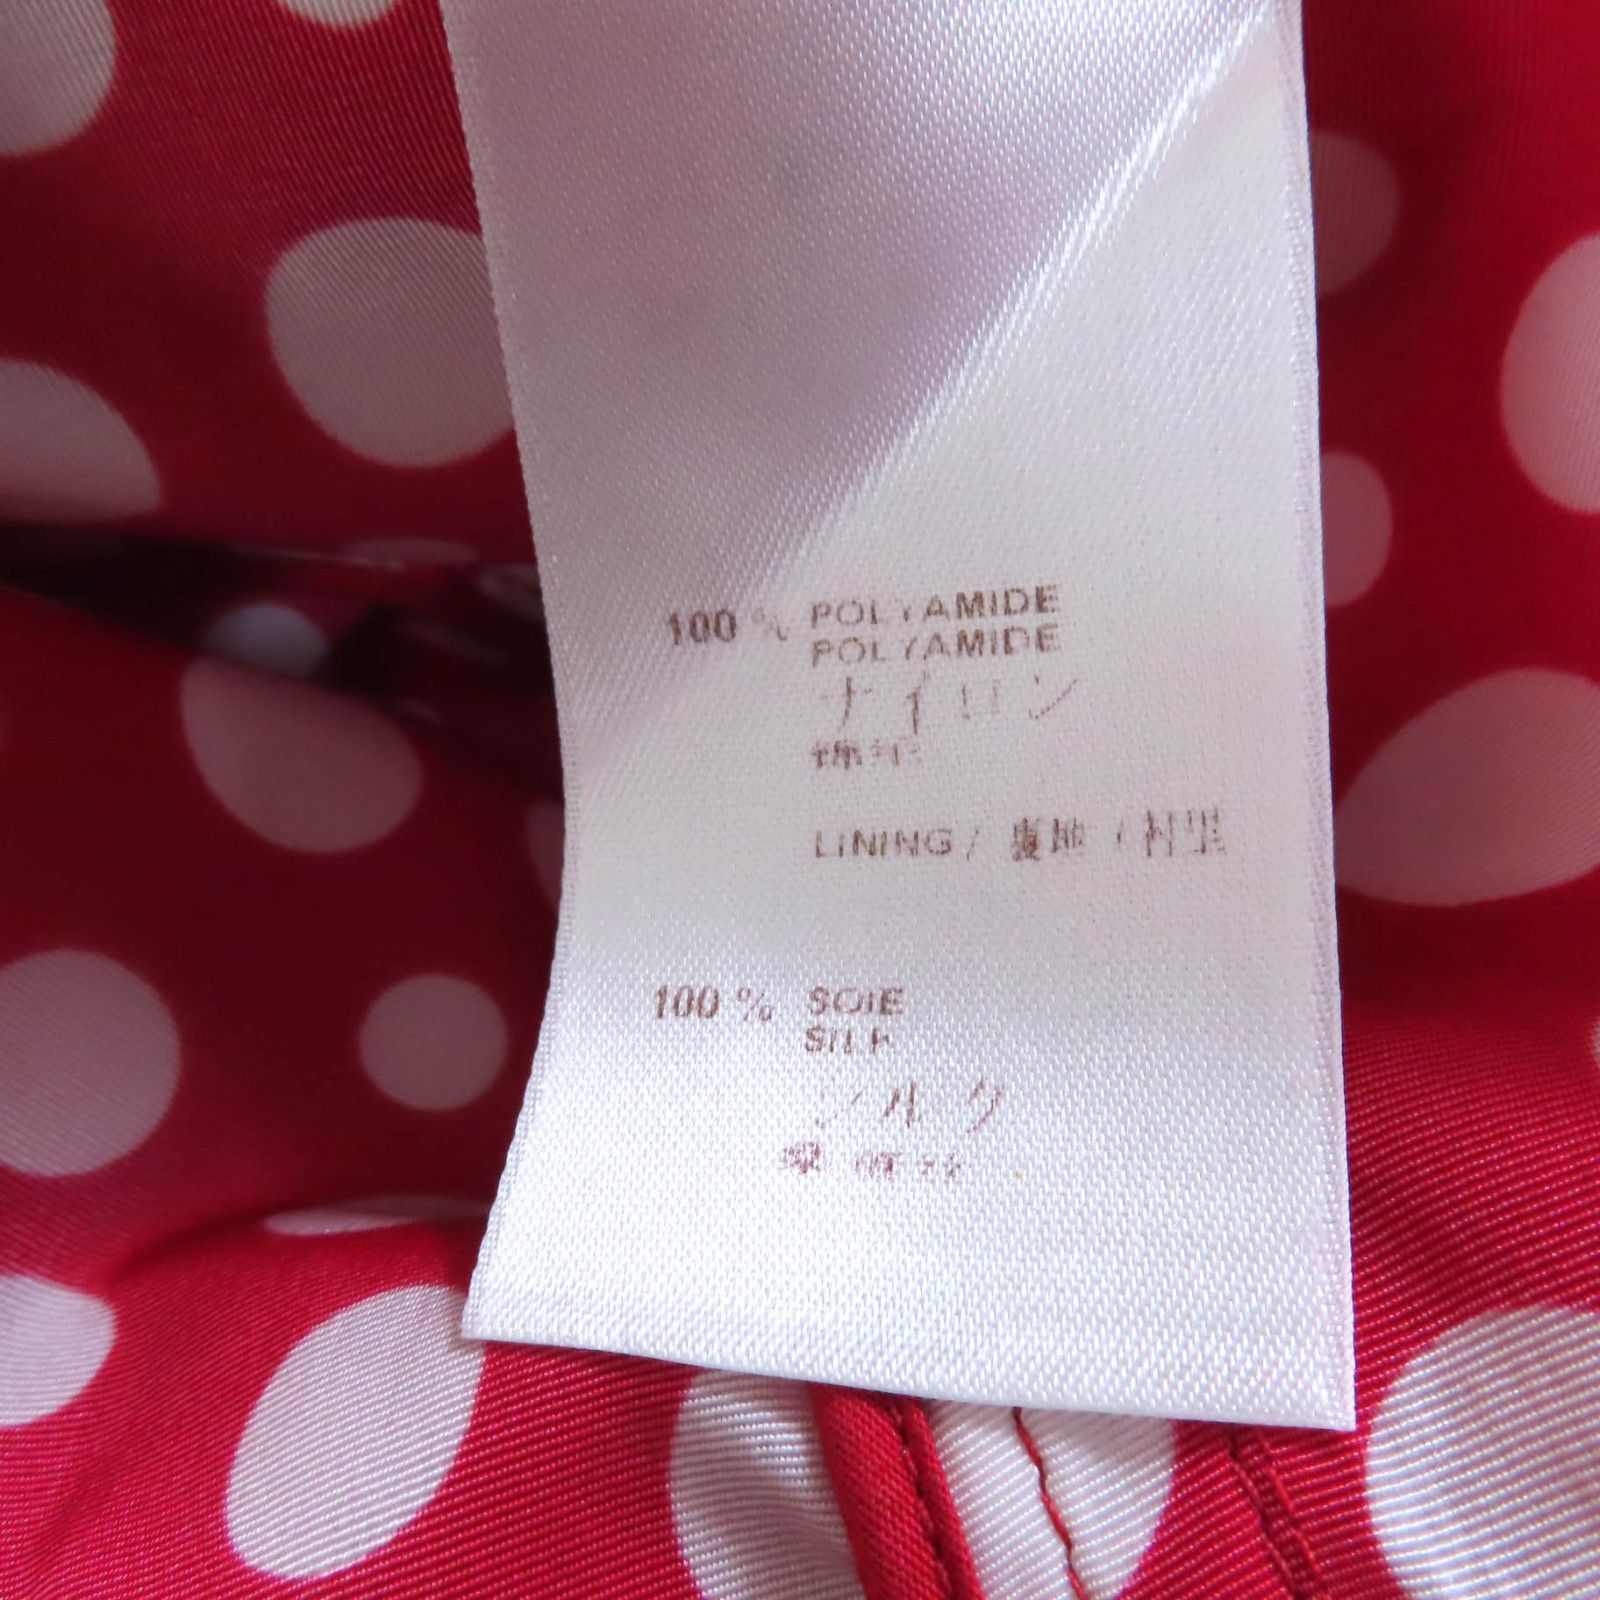 100 % POLYAMIDE
POLYAMIDE
ナイロン
LINING / 裏地 / 衬里
100 % SOIE
SILK
シルク